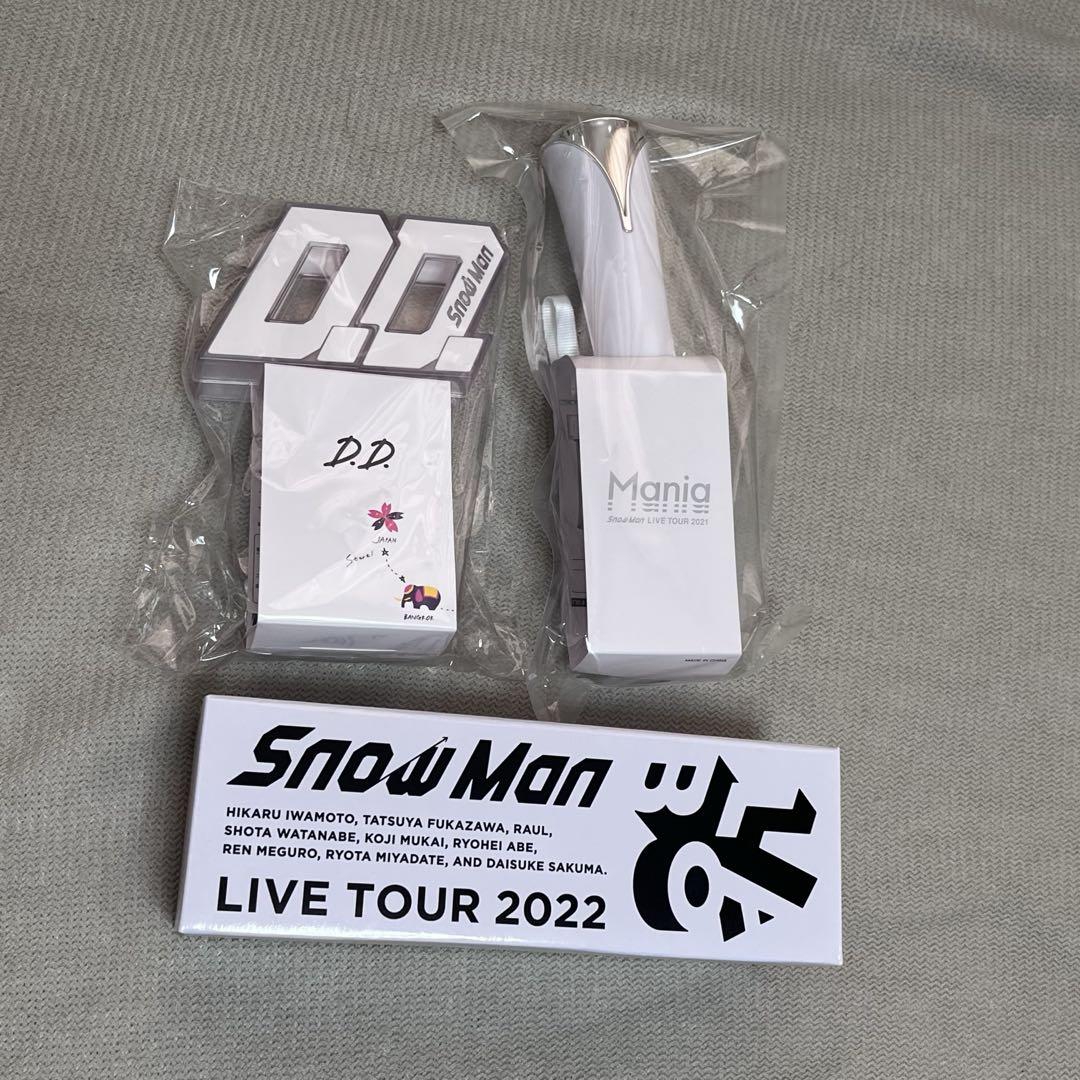 D.D.
Snow Man
D.D.
JAPAN
BANGKOK
Mania
Snow Man LIVE TOUR 2021
MADE IN CHINA
Snow Man
HIKARU IWAMOTO, TATSUYA FUKAZAWA, RAUL,
SHOTA WATANABE, KOJI MUKAI, RYOHEI ABE,
REN MEGURO, RYOTA MIYADATE, AND DAISUKE SAKUMA.
LIVE TOUR 2022